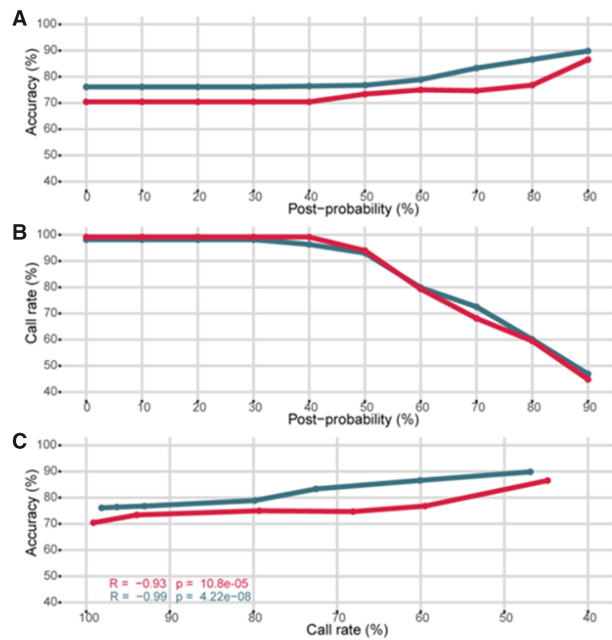 A
Accuracy (%)
100
90
80
70
60
50
40
0 10 20 30 40 50 60 70 80 90
Post−probability (%)
B
Call rate (%)
100
90
80
70
60
50
40
0 10 20 30 40 50 60 70 80 90
Post−probability (%)
C
Accuracy (%)
100
90
80
70
60
50
40
R = −0.93 p = 10.8e−05
R = −0.99 p = 4.22e−08
100 90 80 70 60 50 40
Call rate (%)